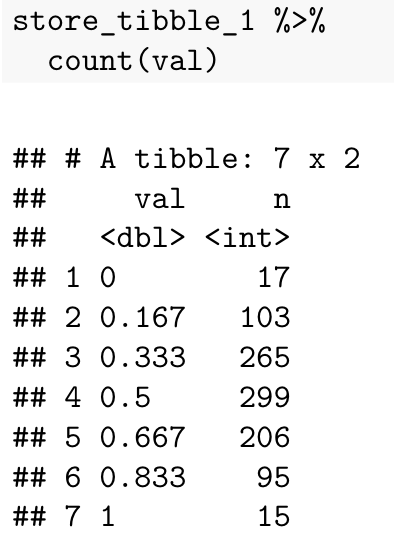 store_tibble_1 %>%
  count(val)
## # A tibble: 7 x 2
##     val     n
##   <dbl> <int>
## 1 0        17
## 2 0.167   103
## 3 0.333   265
## 4 0.5     299
## 5 0.667   206
## 6 0.833    95
## 7 1        15